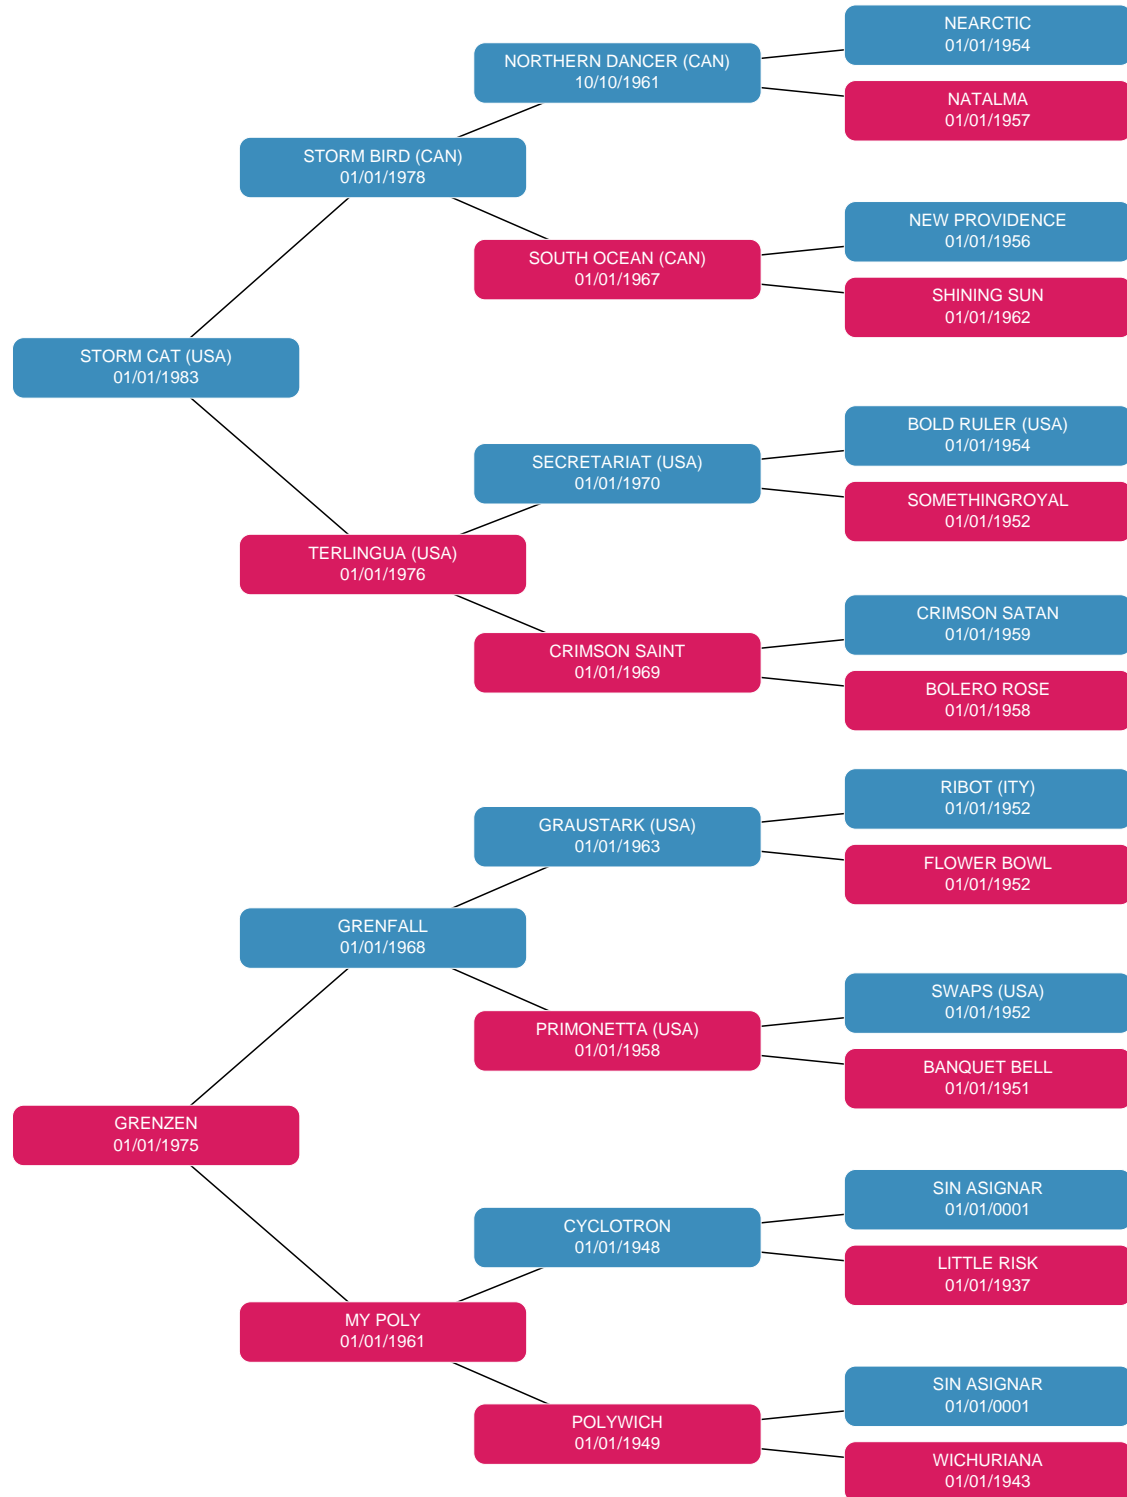 NEARCTIC
01/01/1954
NORTHERN DANCER (CAN)
10/10/1961
NATALMA
01/01/1957
STORM BIRD (CAN)
01/01/1978
NEW PROVIDENCE
01/01/1956
SOUTH OCEAN (CAN)
01/01/1967
SHINING SUN
01/01/1962
STORM CAT (USA)
01/01/1983
BOLD RULER (USA)
01/01/1954
SECRETARIAT (USA)
01/01/1970
SOMETHINGROYAL
01/01/1952
TERLINGUA (USA)
01/01/1976
CRIMSON SATAN
01/01/1959
CRIMSON SAINT
01/01/1969
BOLERO ROSE
01/01/1958
RIBOT (ITY)
01/01/1952
GRAUSTARK (USA)
01/01/1963
FLOWER BOWL
01/01/1952
GRENFALL
01/01/1968
SWAPS (USA)
01/01/1952
PRIMONETTA (USA)
01/01/1958
BANQUET BELL
01/01/1951
GRENZEN
01/01/1975
SIN ASIGNAR
01/01/0001
CYCLOTRON
01/01/1948
LITTLE RISK
01/01/1937
MY POLY
01/01/1961
SIN ASIGNAR
01/01/0001
POLYWICH
01/01/1949
WICHURIANA
01/01/1943